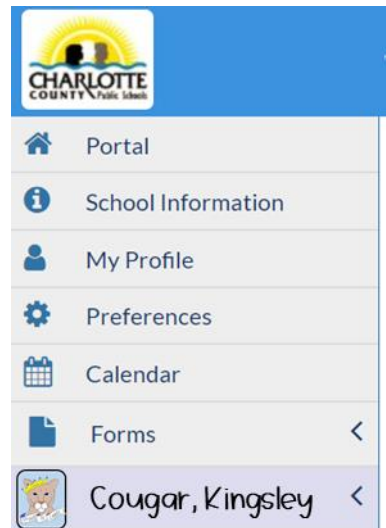 CHARLOTTE
COUNTY Public Schools
Portal
School Information
My Profile
Preferences
Calendar
Forms
Cougar, Kingsley